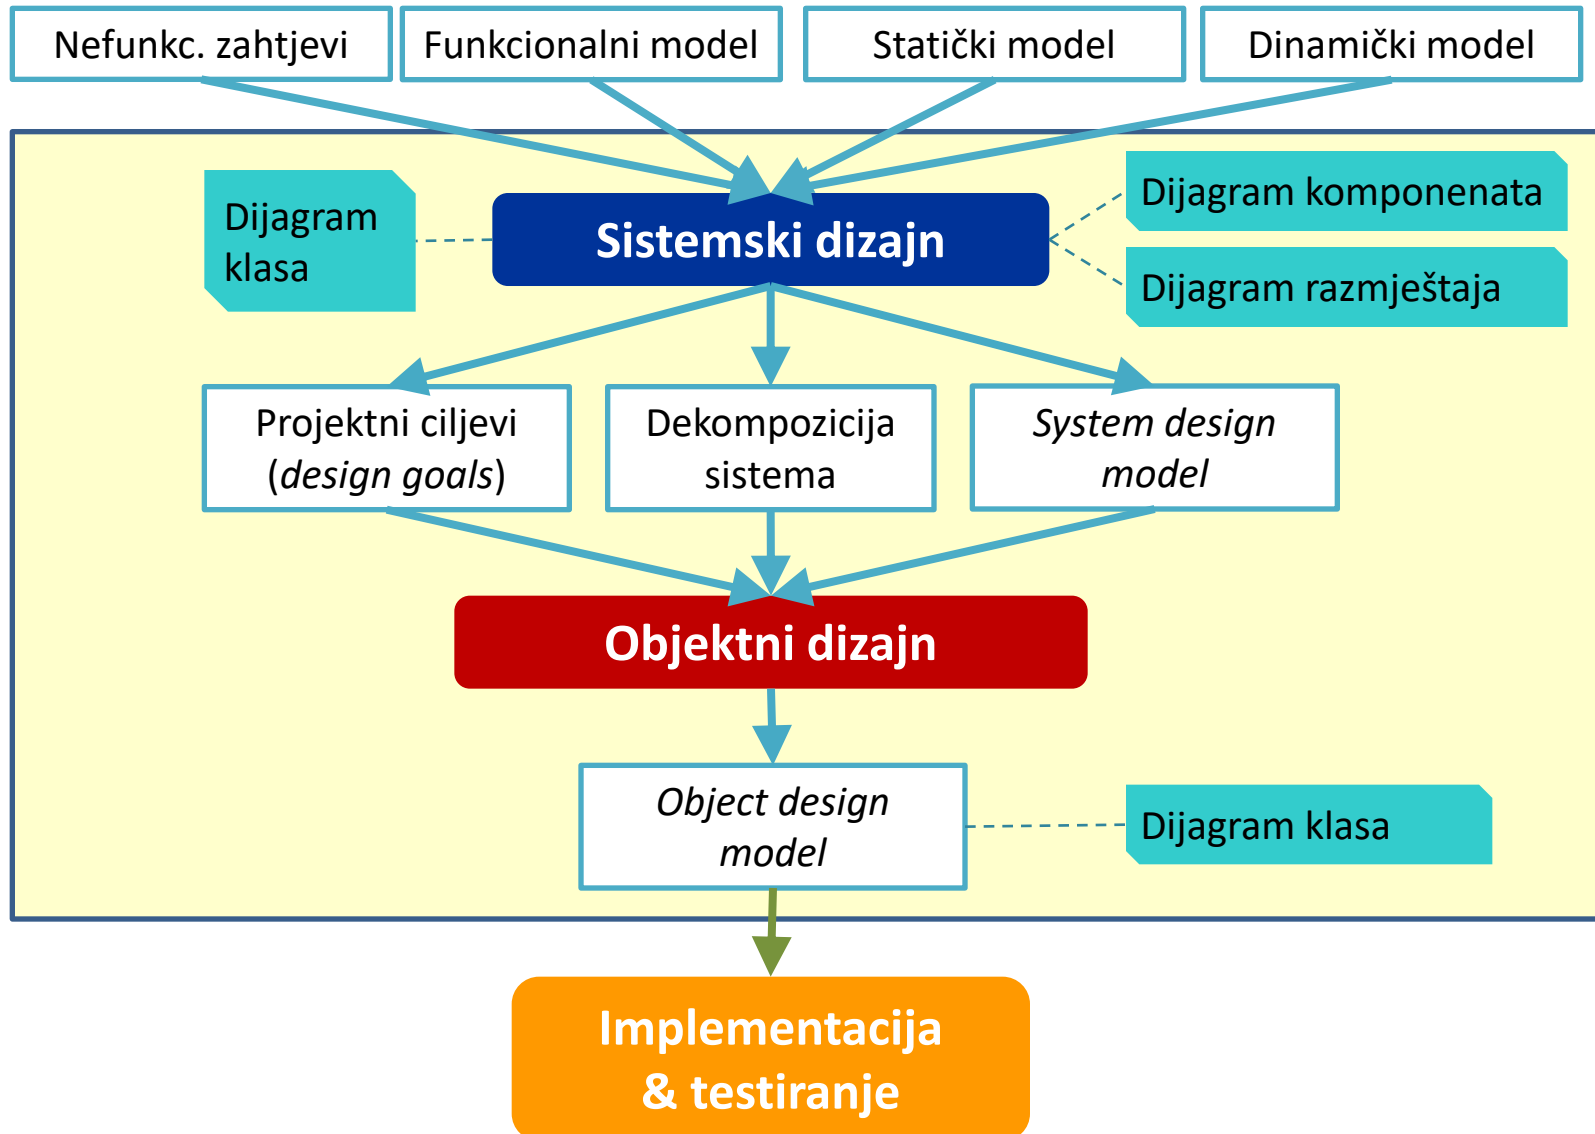 Nefunkc. zahtjevi
Funkcionalni model
Statički model
Dinamički model
Dijagram
klasa
Sistemski dizajn
Dijagram komponenata
Dijagram razmještaja
Projektni ciljevi
(design goals)
Dekompozicija
sistema
System design
model
Objektni dizajn
Object design
model
Dijagram klasa
Implementacija
& testiranje